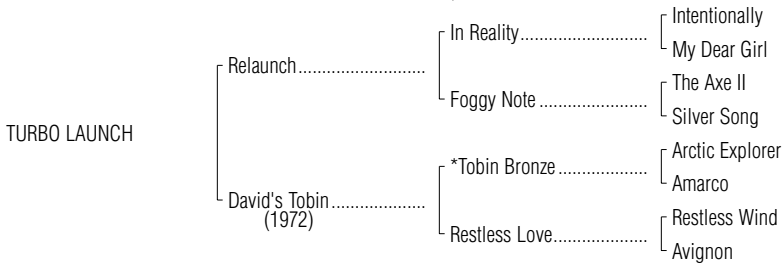 Intentionally
In Reality............................
My Dear Girl
Relaunch............................
The Axe II
Foggy Note........................
Silver Song
TURBO LAUNCH
Arctic Explorer
*Tobin Bronze....................
Amarco
David's Tobin.....................
(1972)
Restless Wind
Restless Love.....................
Avignon